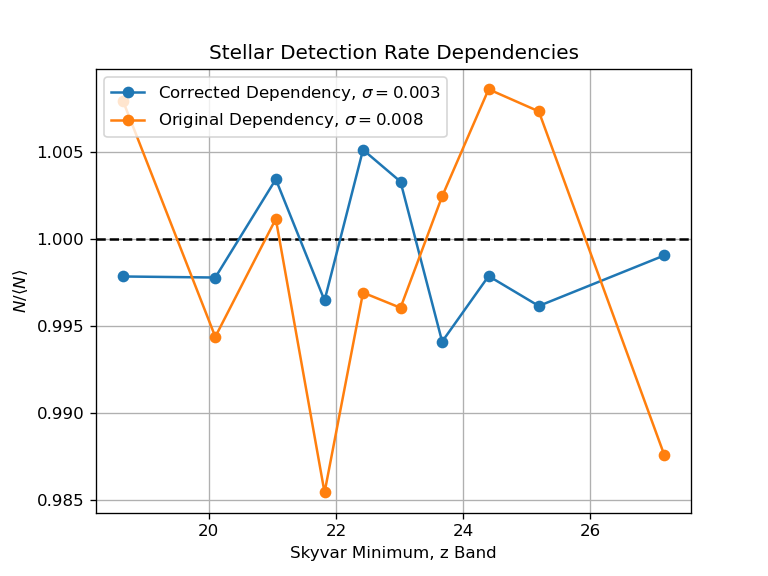 Stellar Detection Rate Dependencies
Corrected Dependency, σ = 0.003
Original Dependency, σ = 0.008
1.005
1.000
0.995
0.990
0.985
N/⟨N⟩
20 22 24 26
Skyvar Minimum, z Band